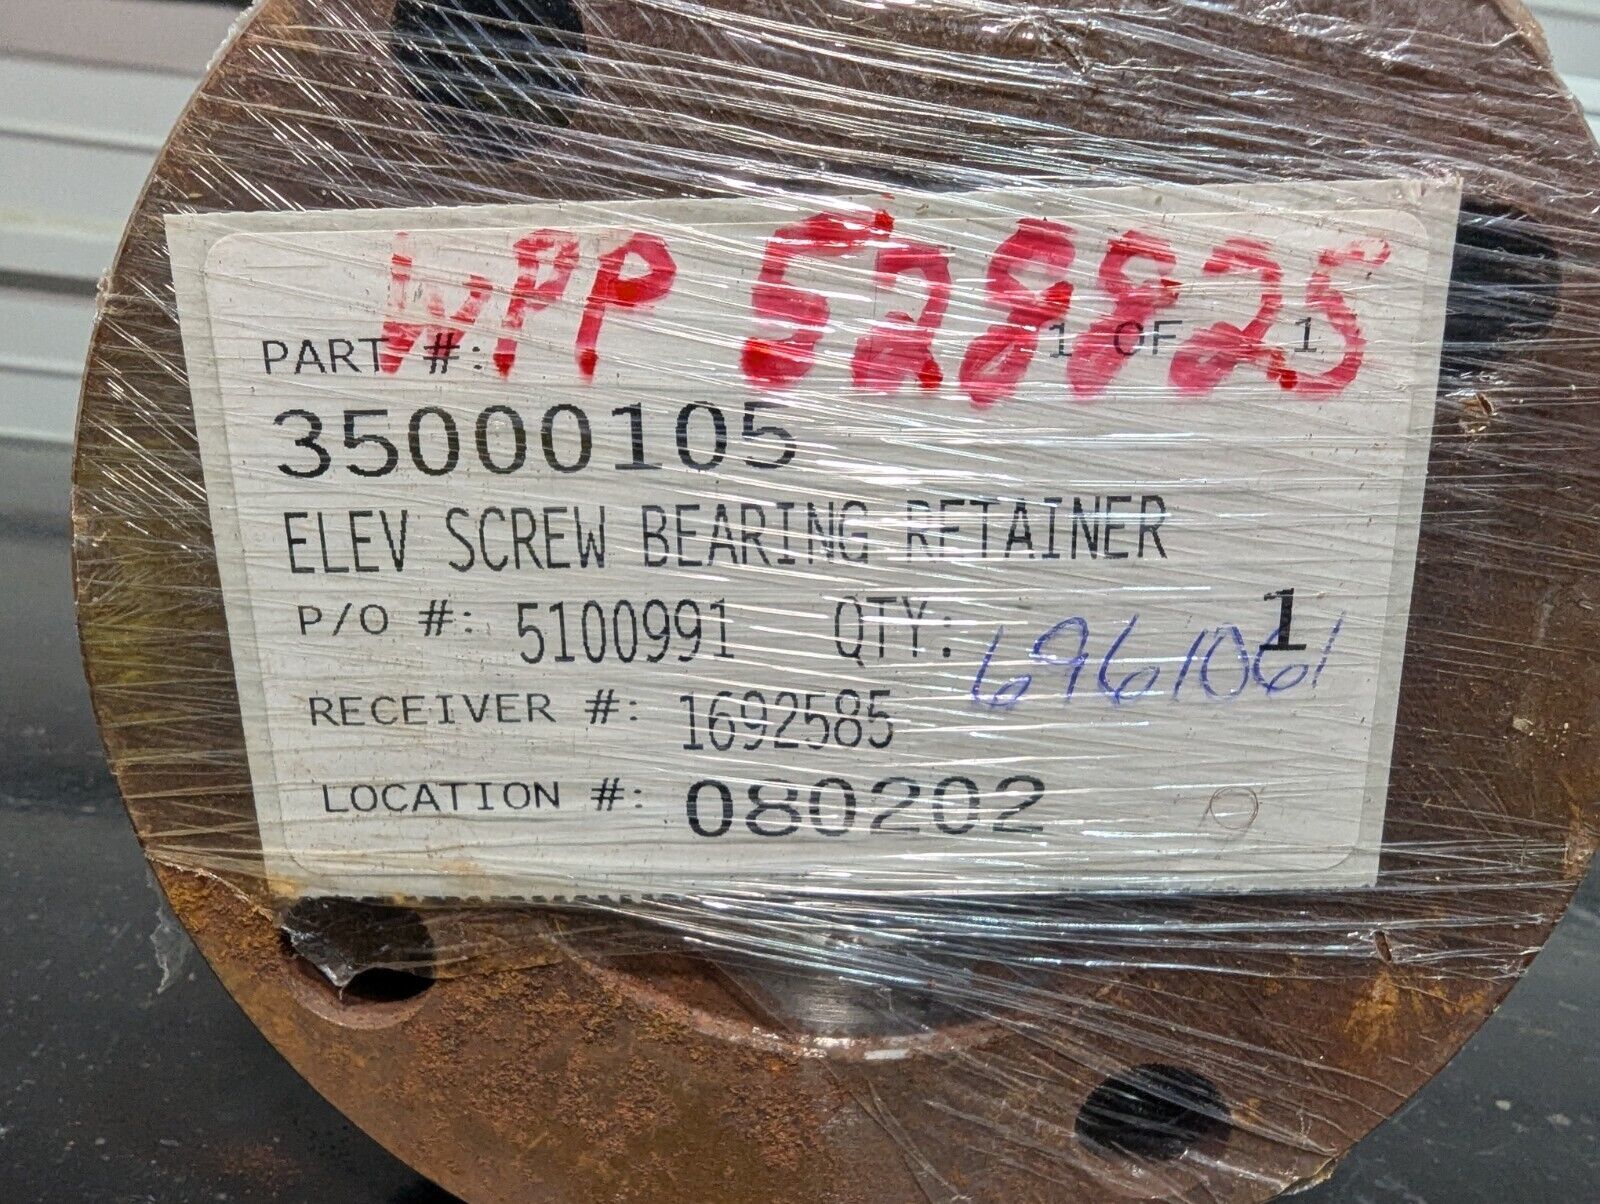 WPP 528825
PART #: 1 OF 1
35000105
ELEV SCREW BEARING RETAINER
P/O #: 5100991 QTY: 1
6961061
RECEIVER #: 1692585
LOCATION #: 080202